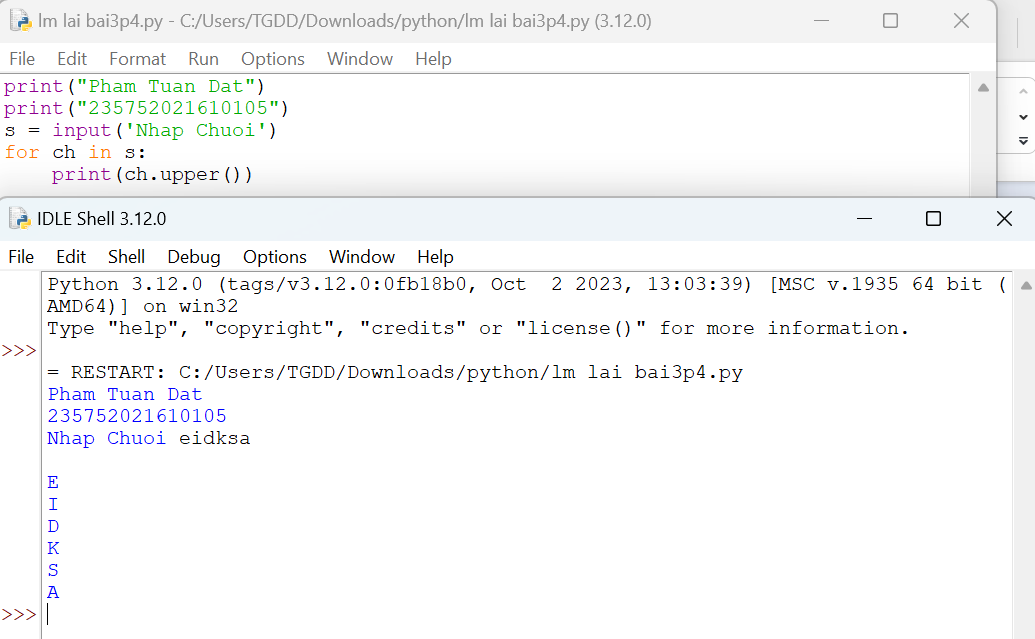 lm lai bai3p4.py - C:/Users/TGDD/Downloads/python/lm lai bai3p4.py (3.12.0)
File Edit Format Run Options Window Help
print("Pham Tuan Dat")
print("235752021610105")
s = input('Nhap Chuoi')
for ch in s:
    print(ch.upper())
IDLE Shell 3.12.0
File Edit Shell Debug Options Window Help
Python 3.12.0 (tags/v3.12.0:0fb18b0, Oct  2 2023, 13:03:39) [MSC v.1935 64 bit (
AMD64)] on win32
Type "help", "copyright", "credits" or "license()" for more information.
>>>
= RESTART: C:/Users/TGDD/Downloads/python/lm lai bai3p4.py
Pham Tuan Dat
235752021610105
Nhap Chuoi eidksa
E
I
D
K
S
A
>>>